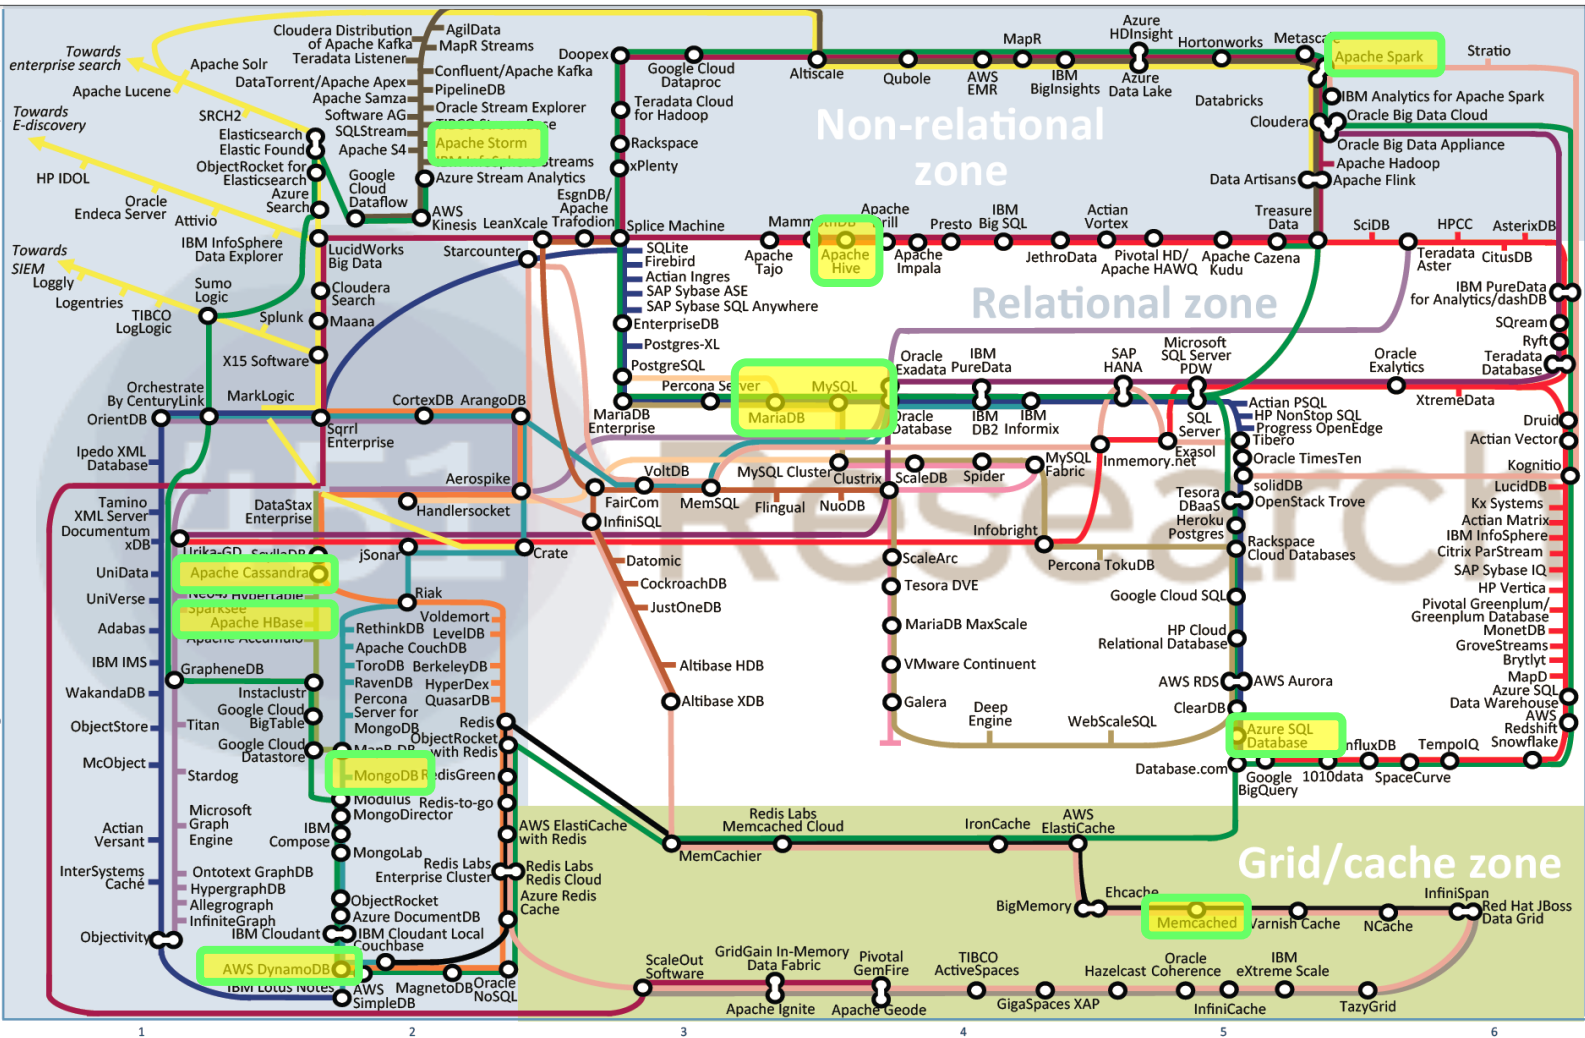 Towards
enterprise search
Apache Solr
Apache Lucene
SRCH2
Towards
E-discovery
HP IDOL
Oracle
Endeca Server
Attivio
IBM InfoSphere
Data Explorer
Towards
SIEM
Loggly
Logentries
TIBCO
LogLogic
Sumo
Logic
Splunk
X15 Software
Cloudera Distribution
of Apache Kafka
Teradata Listener
DataTorrent/Apache Apex
Apache Samza
Software AG
SQLStream
Apache S4
AgilData
MapR Streams
Confluent/Apache Kafka
PipelineDB
Oracle Stream Explorer
Apache Storm
Azure Stream Analytics
Elasticsearch
Elastic Found
ObjectRocket for
Elasticsearch
Azure
Search
Google
Cloud
Dataflow
AWS
Kinesis
LucidWorks
Big Data
Cloudera
Search
Maana
Doopex
Google Cloud
Dataproc
Teradata Cloud
for Hadoop
Rackspace
xPlenty
Altiscale
Qubole
AWS
EMR
MapR
IBM
BigInsights
Azure
HDInsight
Azure
Data Lake
Hortonworks
Apache Spark
Stratio
Databricks
IBM Analytics for Apache Spark
Cloudera
Oracle Big Data Cloud
Oracle Big Data Appliance
Apache Hadoop
Data Artisans
Apache Flink
Non-relational
zone
LeanXcale
EsgnDB/
Apache
Trafodion
Splice Machine
Starcounter
SQLite
Firebird
Actian Ingres
SAP Sybase ASE
SAP Sybase SQL Anywhere
EnterpriseDB
Postgres-XL
PostgreSQL
Apache
Tajo
Apache
Hive
Apache
Impala
Presto
IBM
Big SQL
JethroData
Actian
Vortex
Pivotal HD/
Apache HAWQ
Apache
Kudu
Treasure
Data
Cazena
SciDB
HPCC
AsterixDB
Teradata
Aster
CitusDB
Relational zone
IBM PureData
for Analytics/dashDB
SQream
Ryft
Teradata
Database
Orchestrate
By CenturyLink
MarkLogic
OrientDB
CortexDB
ArangoDB
Sqrrl
Enterprise
MariaDB
Enterprise
Percona Server
MariaDB
MySQL
Oracle
Exadata
IBM
PureData
SAP
HANA
Microsoft
SQL Server
PDW
Oracle
Exalytics
XtremeData
IBM
DB2
IBM
Informix
SQL
Server
Actian PSQL
HP NonStop SQL
Progress OpenEdge
Tibero
Oracle TimesTen
solidDB
Druid
Actian Vector
Kognitio
Ipedo XML
Database
Tamino
XML Server
Documentum
xDB
DataStax
Enterprise
Aerospike
Handlersocket
Crate
jSonar
Riak
FairCom
InfiniSQL
VoltDB
MemSQL
MySQL Cluster
Flingual
NuoDB
Clustrix
ScaleDB
Spider
MySQL
Fabric
Inmemory.net
Exasol
Infobright
Percona TokuDB
Tesora
DBaaS
OpenStack Trove
Heroku
Postgres
Rackspace
Cloud Databases
Google Cloud SQL
HP Cloud
Relational Database
AWS RDS
AWS Aurora
ClearDB
Azure SQL
Database
Database.com
Google
BigQuery
1010data
SpaceCurve
TempoIQ
LucidDB
Kx Systems
Actian Matrix
IBM InfoSphere
Citrix ParStream
SAP Sybase IQ
HP Vertica
Pivotal Greenplum/
Greenplum Database
MonetDB
GroveStreams
Brytlyt
MapD
Azure SQL
Data Warehouse
AWS
Redshift
Snowflake
Research
Datomic
CockroachDB
JustOneDB
Altibase HDB
Altibase XDB
ScaleArc
Tesora DVE
MariaDB MaxScale
VMware Continuent
Galera
Deep
Engine
WebScaleSQL
UniData
UniVerse
Adabas
IBM IMS
WakandaDB
ObjectStore
McObject
Actian
Versant
InterSystems
Caché
Objectivity
Apache Cassandra
Apache HBase
GrapheneDB
Titan
Stardog
Microsoft
Graph
Engine
Ontotext GraphDB
HypergraphDB
Allegrograph
InfiniteGraph
Instaclustr
Google Cloud
BigTable
Google Cloud
Datastore
RethinkDB
Apache CouchDB
ToroDB
RavenDB
Percona
Server for
MongoDB
MongoDB
Modulus
MongoDirector
IBM
Compose
MongoLab
ObjectRocket
Azure DocumentDB
IBM Cloudant
IBM Cloudant Local
Couchbase
AWS DynamoDB
IBM Lotus Notes
AWS
SimpleDB
MagnetoDB
Oracle
NoSQL
Voldemort
LevelDB
BerkeleyDB
HyperDex
QuasarDB
Redis
ObjectRocket
with Redis
RedisGreen
Redis-to-go
AWS ElastiCache
with Redis
Redis Labs
Enterprise Cluster
Redis Labs
Redis Cloud
Azure Redis
Cache
MemCachier
Redis Labs
Memcached Cloud
IronCache
AWS
ElastiCache
Grid/cache zone
BigMemory
Ehcache
Memcached
Varnish Cache
NCache
InfiniSpan
Red Hat JBoss
Data Grid
ScaleOut
Software
GridGain In-Memory
Data Fabric
Apache Ignite
Pivotal
GemFire
Apache Geode
TIBCO
ActiveSpaces
GigaSpaces XAP
Hazelcast
Oracle
Coherence
InfiniCache
IBM
eXtreme Scale
TazyGrid
1
2
3
4
5
6